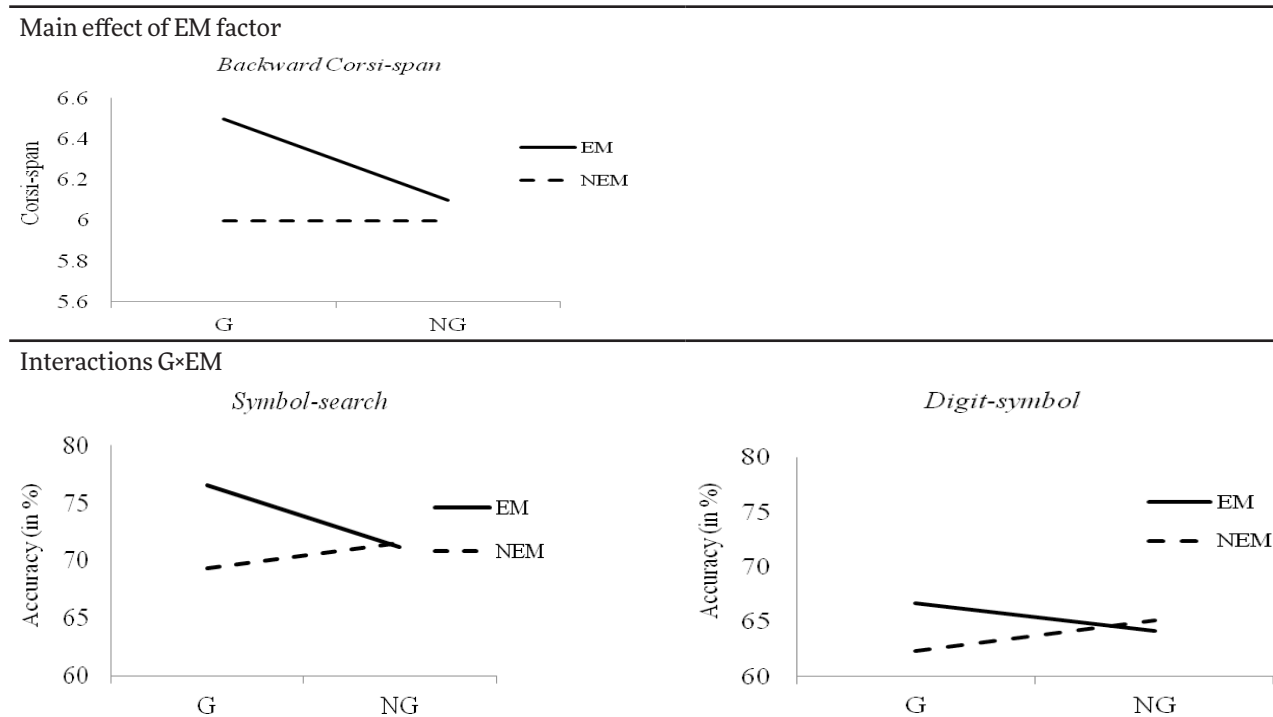 Main effect of EM factor
Backward Corsi-span
6.6
6.4
6.2
6
5.8
5.6
Corsi-span
G
NG
EM
NEM
Interactions G×EM
Symbol-search
80
75
70
65
60
Accuracy (in %)
G
NG
EM
NEM
Digit-symbol
80
75
70
65
60
Accuracy (in %)
G
NG
EM
NEM